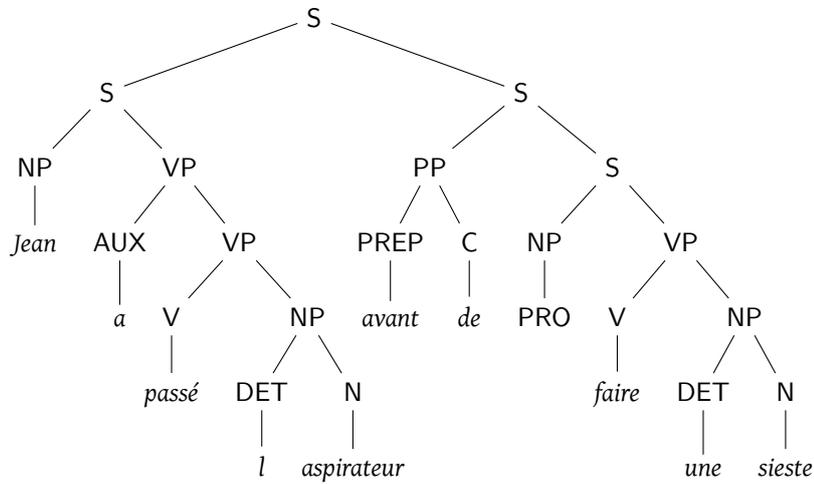 S
S S
NP VP PP S
Jean AUX VP PREP C NP VP
a V NP avant de PRO V NP
passé DET N faire DET N
l aspirateur une sieste